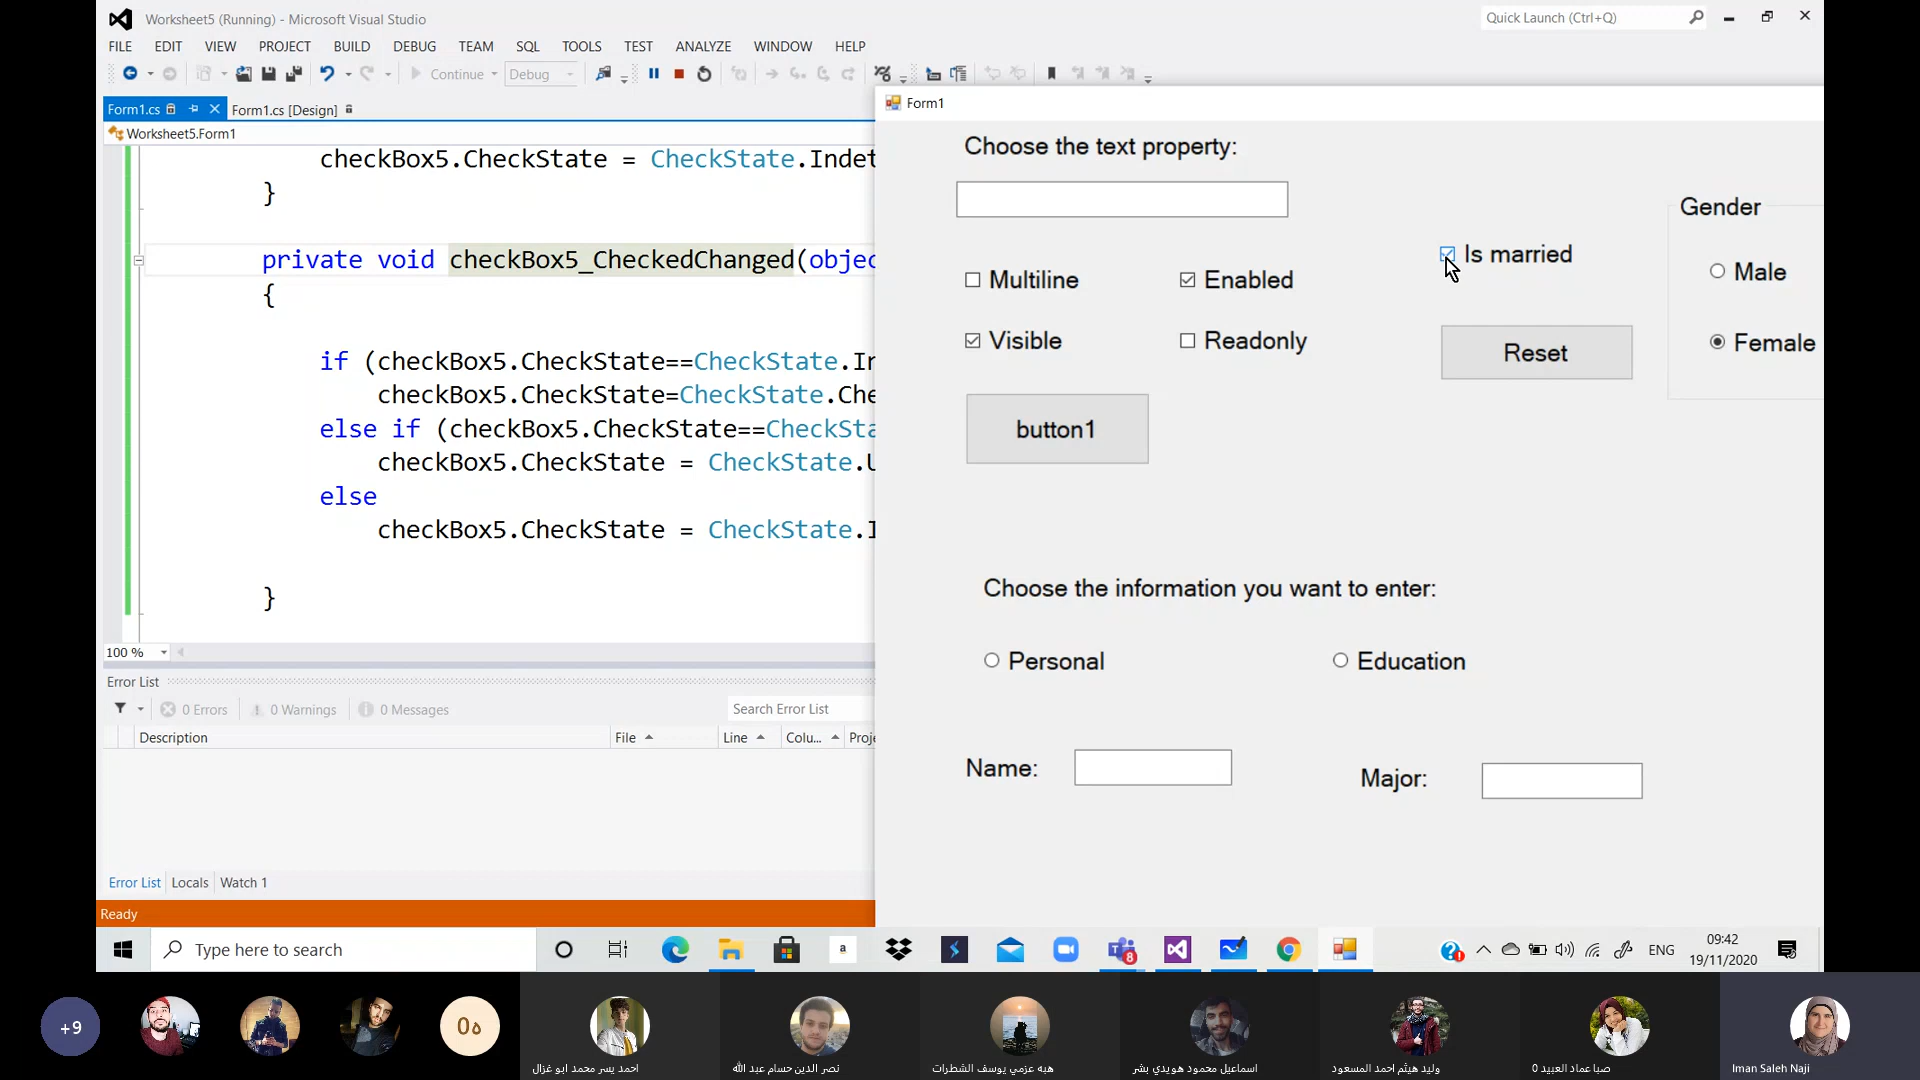 Worksheet5 (Running) - Microsoft Visual Studio
Quick Launch (Ctrl+Q)
FILE EDIT VIEW PROJECT BUILD DEBUG TEAM SQL TOOLS TEST ANALYZE WINDOW HELP
Continue Debug
Form1.cs Form1.cs [Design]
Worksheet5.Form1
checkBox5.CheckState = CheckState.Indet
}
private void checkBox5_CheckedChanged(objec
{
if (checkBox5.CheckState==CheckState.In
checkBox5.CheckState=CheckState.Che
else if (checkBox5.CheckState==CheckSta
checkBox5.CheckState = CheckState.U
else
checkBox5.CheckState = CheckState.I
}
100 %
Error List
0 Errors 0 Warnings 0 Messages
Search Error List
Description File Line Colu... Proje
Error List Locals Watch 1
Ready
Form1
Choose the text property:
Gender
Is married
Male
Multiline Enabled
Visible Readonly
Reset
Female
button1
Choose the information you want to enter:
Personal Education
Name: Major:
Type here to search
a
8
ENG
09:42
19/11/2020
+9
احمد يسر محمد ابو غزال
نصر الدين حسام عبد الله
هبه عزمي يوسف الشطرات
اسماعيل محمود هويدي بشر
وليد هيثم احمد المسعود
صبا عماد العبيد 0
Iman Saleh Naji